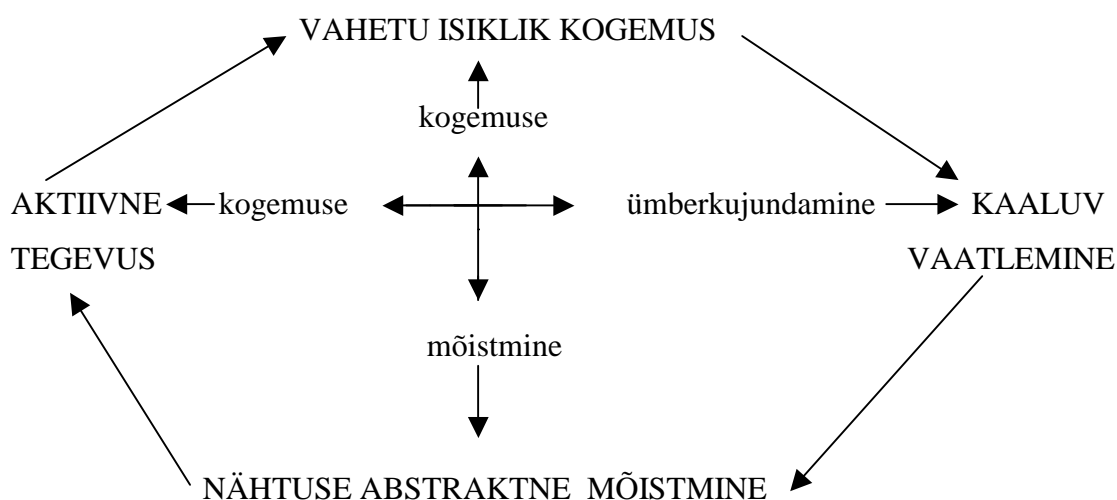 VAHETU ISIKLIK KOGEMUS
kogemuse
AKTIIVNE kogemuse ümberkujundamine KAALUV
TEGEVUS VAATLEMINE
mõistmine
NÄHTUSE ABSTRAKTNE MÕISTMINE